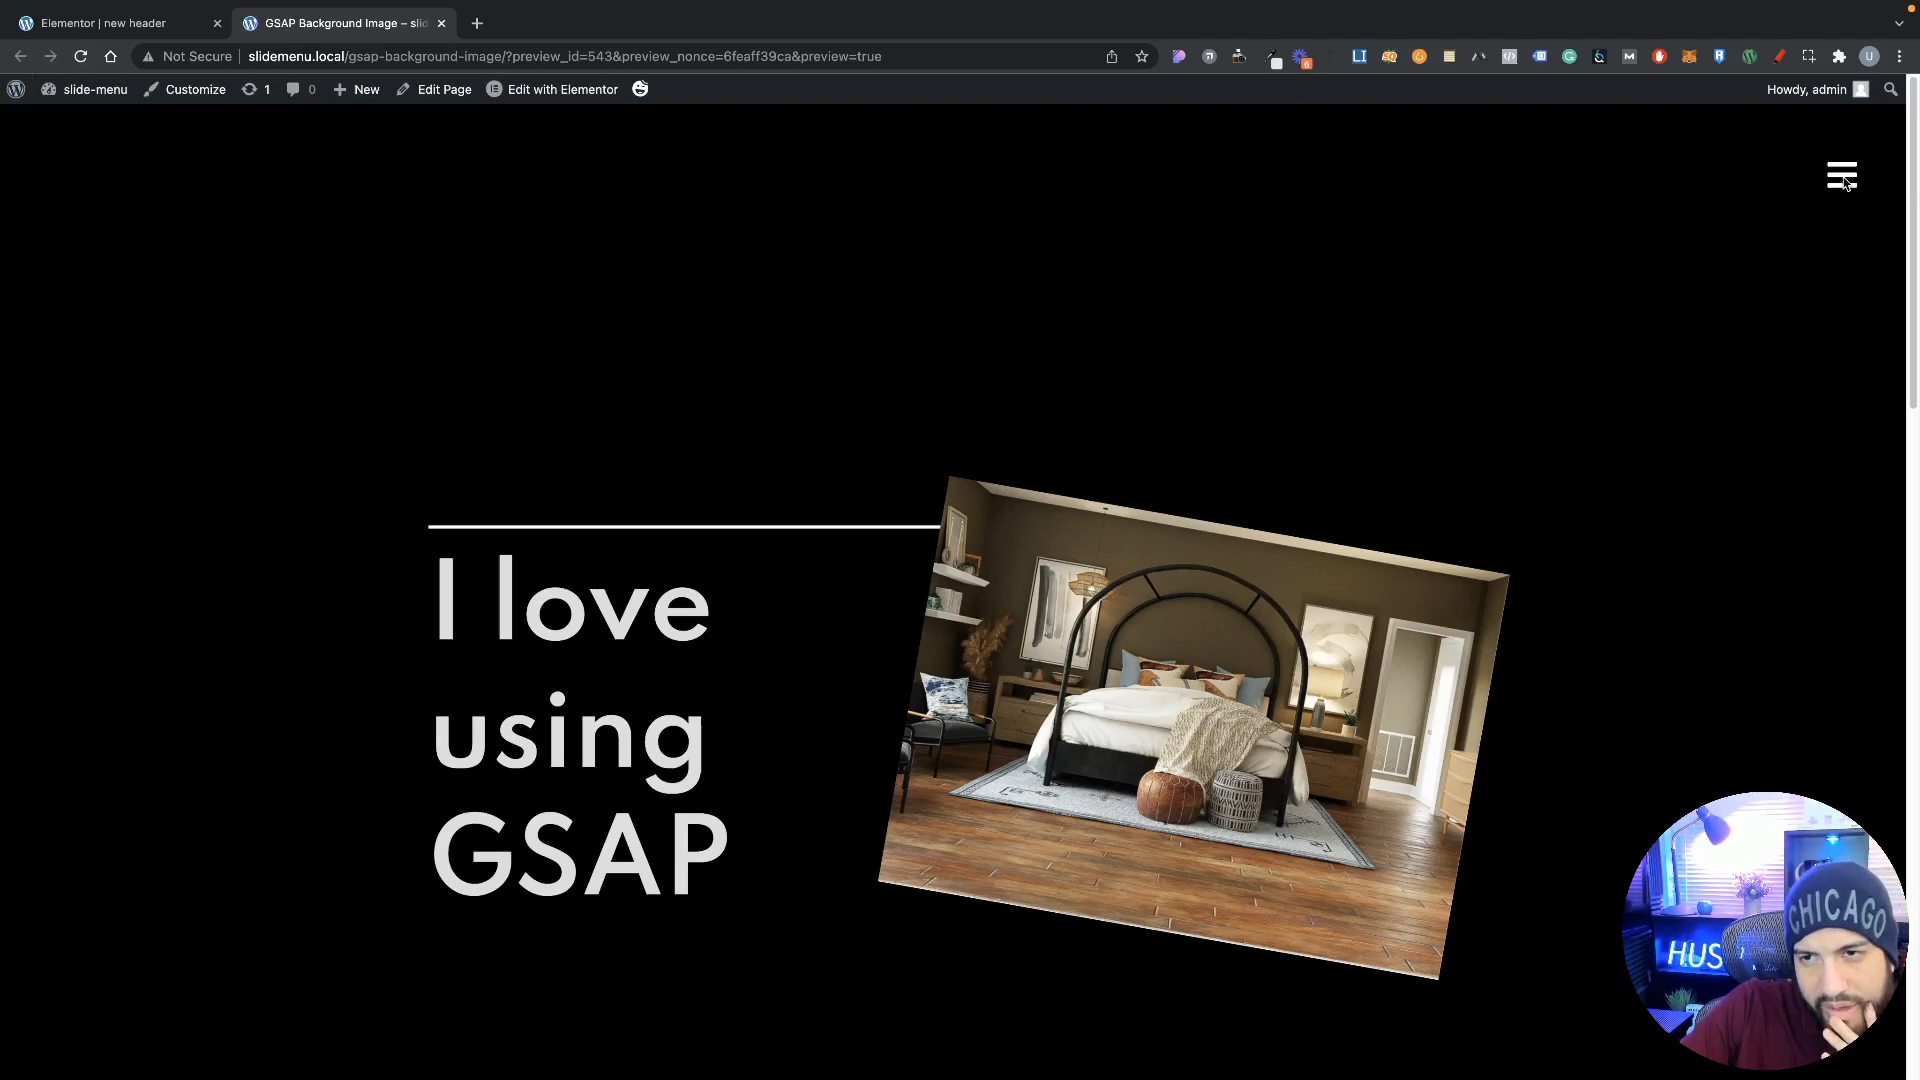 Elementor | new header
GSAP Background Image – slid
Not Secure
slidemenu.local/gsap-background-image/?preview_id=543&preview_nonce=6feaff39ca&preview=true
6
LI
M
U
slide-menu
Customize
1
0
New
Edit Page
Edit with Elementor
Howdy, admin
I love
using
GSAP
CHICAGO
HUS